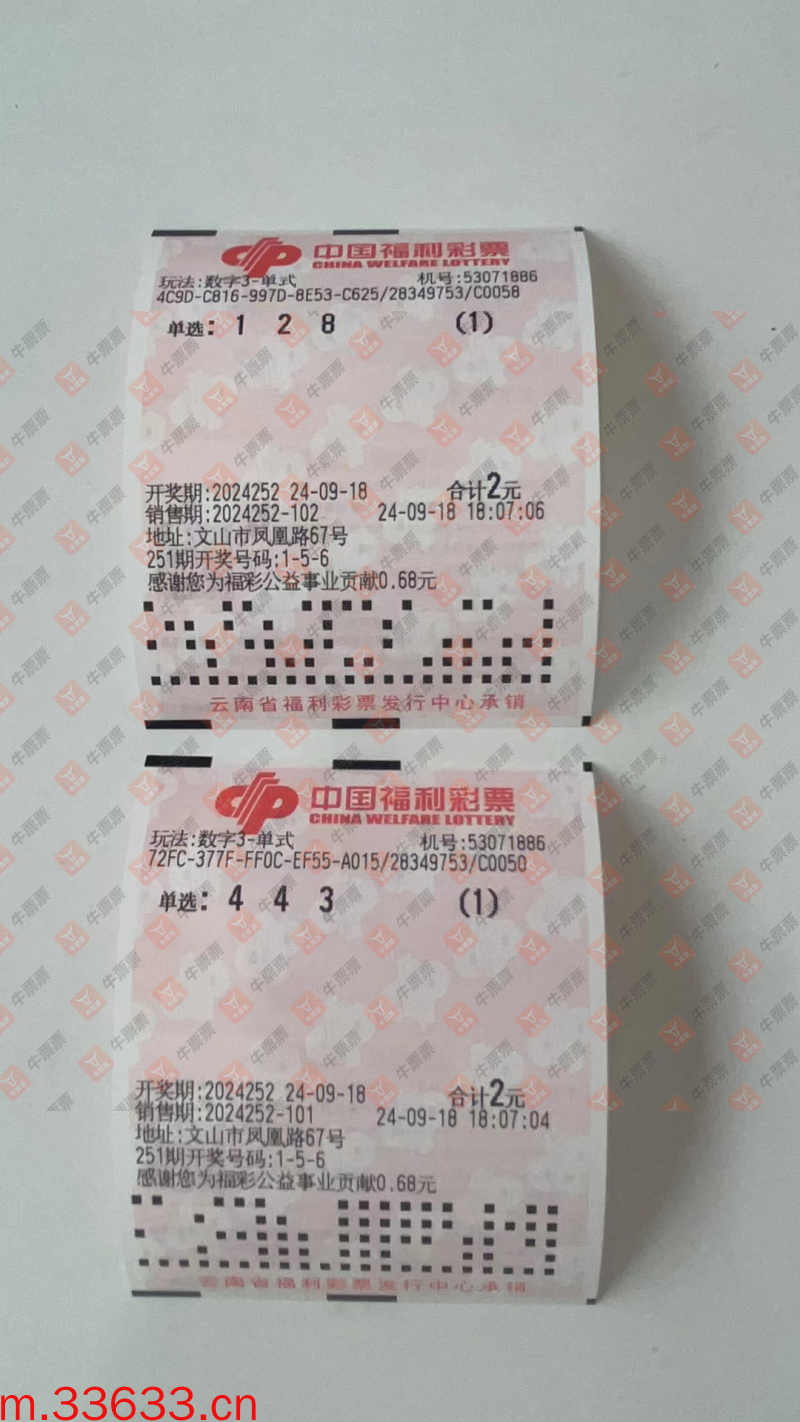 中国福利彩票
CHINA WELFARE LOTTERY
玩法:数字3-单式 机号:53071886
4C9D-C816-997D-8E53-C625/28349753/C0058
单选: 1 2 8 (1)
开奖期:2024252 24-09-18 合计2元
销售期:2024252-102 24-09-18 18:07:06
地址:文山市凤凰路67号
251期开奖号码:1-5-6
感谢您为福彩公益事业贡献0.68元
云南省福利彩票发行中心承销
中国福利彩票
CHINA WELFARE LOTTERY
玩法:数字3-单式 机号:53071886
72FC-377F-FF0C-EF55-A015/28349753/C0050
单选: 4 4 3 (1)
开奖期:2024252 24-09-18 合计2元
销售期:2024252-101 24-09-18 18:07:04
地址:文山市凤凰路67号
251期开奖号码:1-5-6
感谢您为福彩公益事业贡献0.68元
云南省福利彩票发行中心承销
牛票票
m.33633.cn